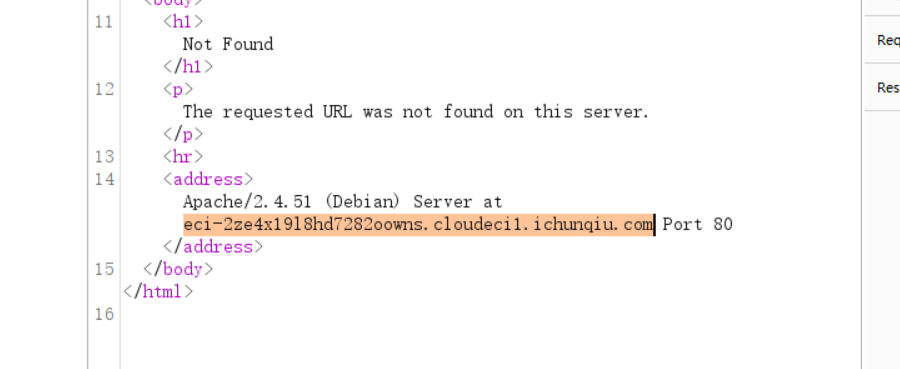 <body>
11 <h1>
Not Found
</h1>
12 <p>
The requested URL was not found on this server.
</p>
13 <hr>
14 <address>
Apache/2.4.51 (Debian) Server at
eci-2ze4x19l8hd7282oowns.cloudeci1.ichunqiu.com Port 80
</address>
15 </body>
</html>
16
Req
Res